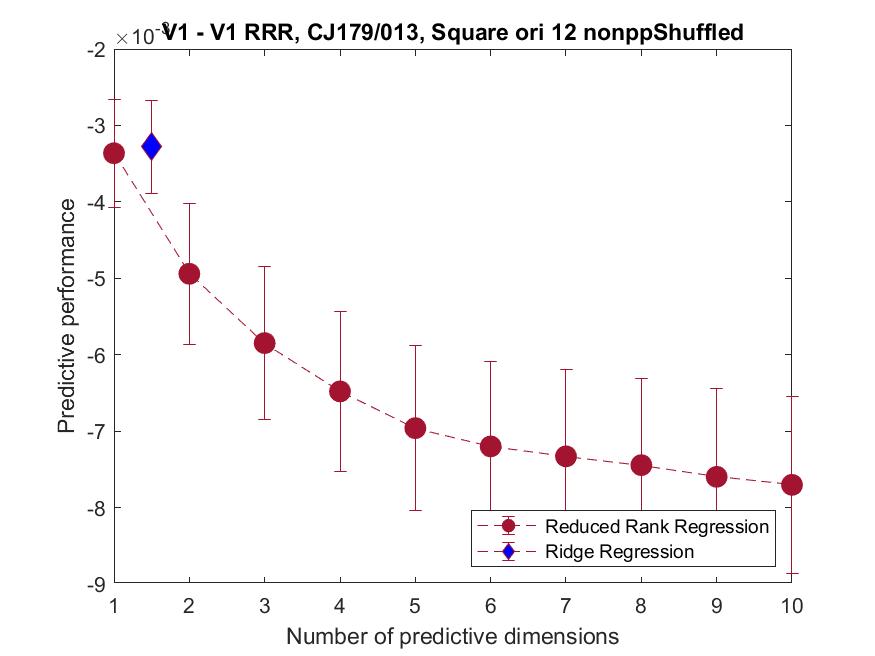 ×10-3
V1 - V1 RRR, CJ179/013, Square ori 12 nonppShuffled
-2
-3
-4
-5
-6
-7
-8
-9
Predictive performance
Reduced Rank Regression
Ridge Regression
1 2 3 4 5 6 7 8 9 10
Number of predictive dimensions